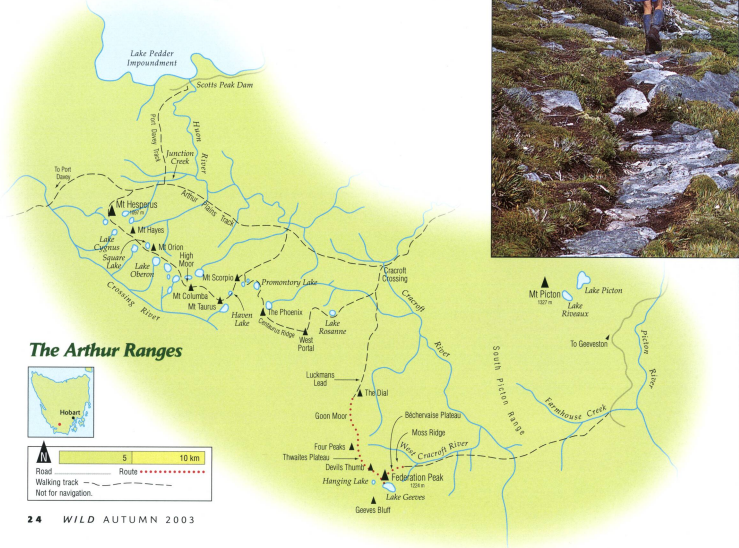 Lake Pedder
Impoundment
Scotts Peak Dam
Port Davey Track
Huon River
Junction
Creek
To Port
Davey
Mt Hesperus
Arthur Plains Track
Mt Hayes
Lake
Cygnus
Mt Orion
Square
Lake
High
Moor
Lake
Oberon
Mt Scorpio
Promontory Lake
Cracroft
Crossing
Mt Columba
Mt Taurus
Crossing River
Haven
Lake
The Phoenix
Centaurus Ridge
West
Portal
Lake
Rosanne
Cracroft River
Mt Picton
1327 m
Lake Picton
Lake
Riveaux
To Geeveston
Picton River
South Picton Range
Farmhouse Creek
The Arthur Ranges
Hobart
Luckmans
Lead
The Dial
Goon Moor
Béchervaise Plateau
Moss Ridge
West Cracroft River
Four Peaks
Thwaites Plateau
Devils Thumb
Federation Peak
1224 m
Hanging Lake
Lake Geeves
Geeves Bluff
N
5 10 km
Road Route
Walking track
Not for navigation.
24 WILD AUTUMN 2003